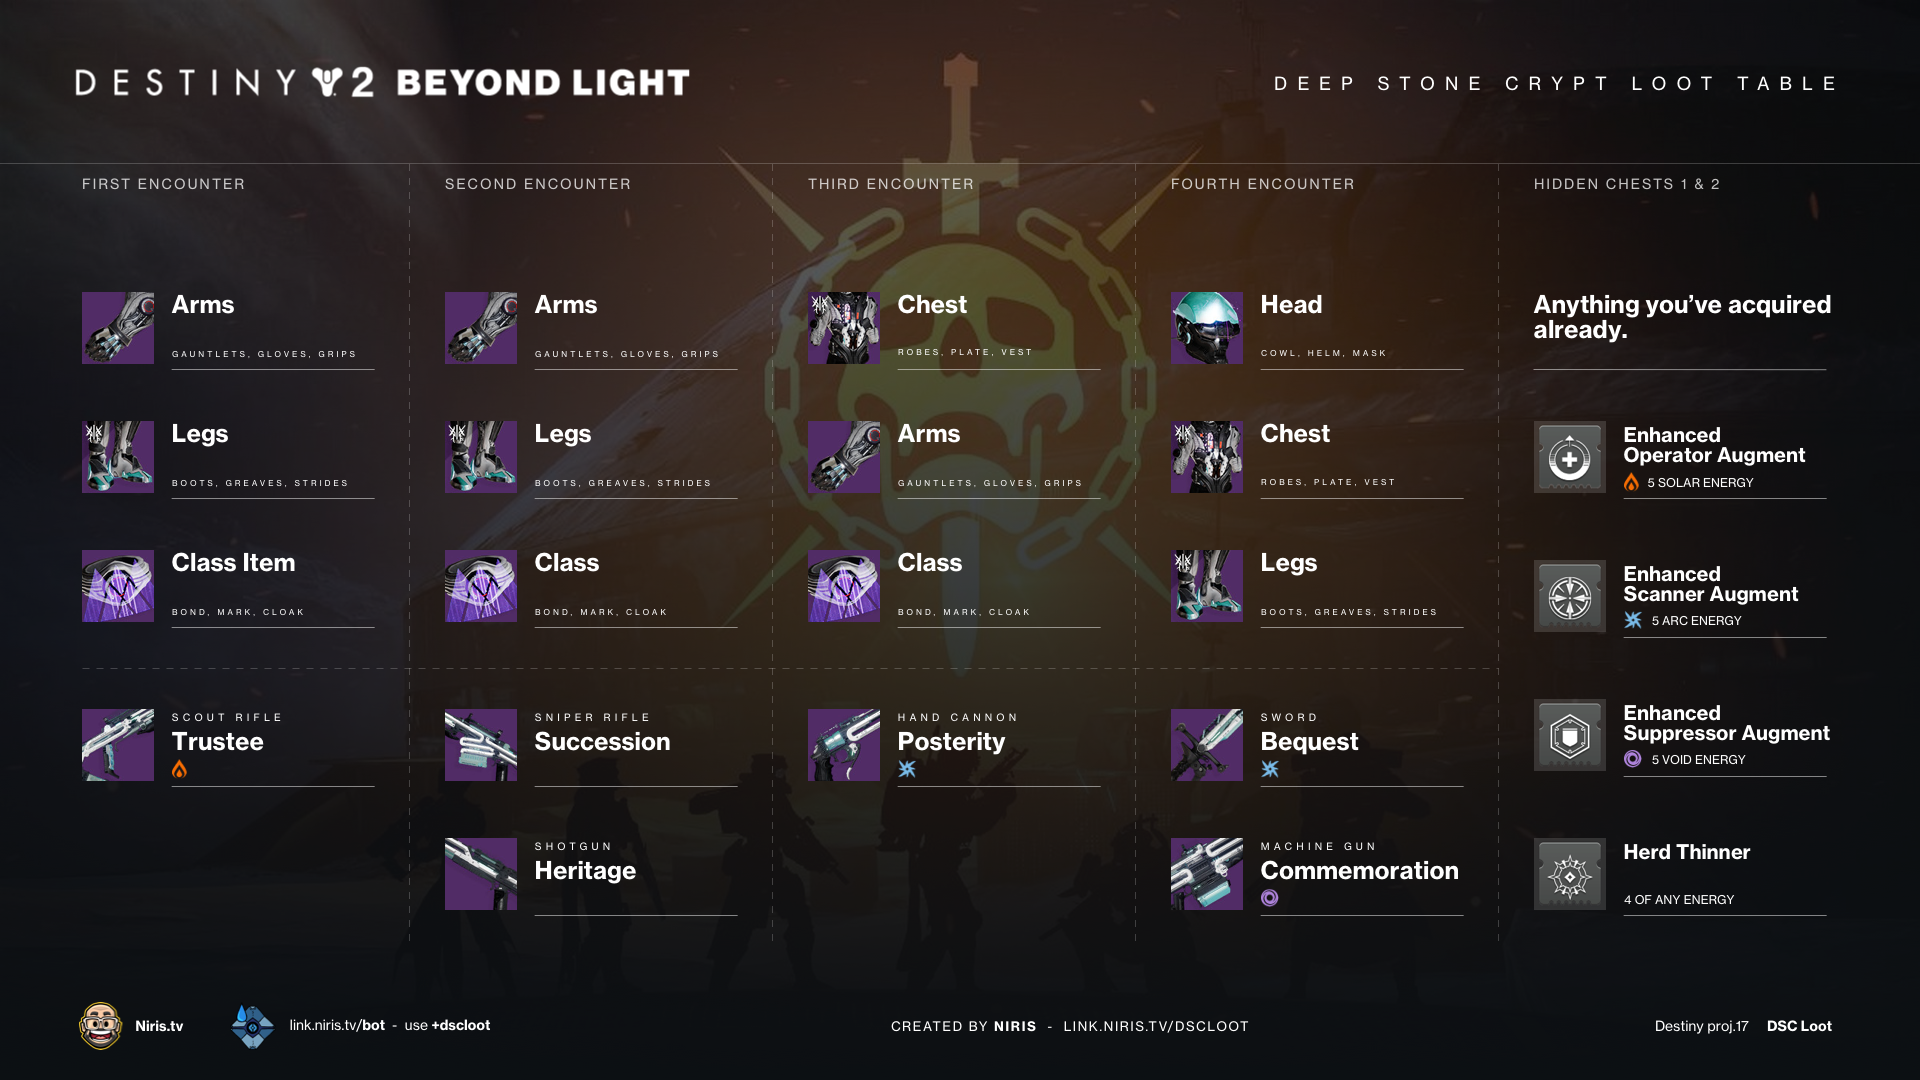 DESTINY 2 BEYOND LIGHT
DEEP STONE CRYPT LOOT TABLE
FIRST ENCOUNTER
Arms
GAUNTLETS, GLOVES, GRIPS
Legs
BOOTS, GREAVES, STRIDES
Class Item
BOND, MARK, CLOAK
SCOUT RIFLE
Trustee
SECOND ENCOUNTER
Arms
GAUNTLETS, GLOVES, GRIPS
Legs
BOOTS, GREAVES, STRIDES
Class
BOND, MARK, CLOAK
SNIPER RIFLE
Succession
SHOTGUN
Heritage
THIRD ENCOUNTER
Chest
ROBES, PLATE, VEST
Arms
GAUNTLETS, GLOVES, GRIPS
Class
BOND, MARK, CLOAK
HAND CANNON
Posterity
FOURTH ENCOUNTER
Head
COWL, HELM, MASK
Chest
ROBES, PLATE, VEST
Legs
BOOTS, GREAVES, STRIDES
SWORD
Bequest
MACHINE GUN
Commemoration
HIDDEN CHESTS 1 & 2
Anything you’ve acquired
already.
Enhanced
Operator Augment
5 SOLAR ENERGY
Enhanced
Scanner Augment
5 ARC ENERGY
Enhanced
Suppressor Augment
5 VOID ENERGY
Herd Thinner
4 OF ANY ENERGY
Niris.tv
link.niris.tv/bot - use +dscloot
CREATED BY NIRIS - LINK.NIRIS.TV/DSCLOOT
Destiny proj.17 DSC Loot